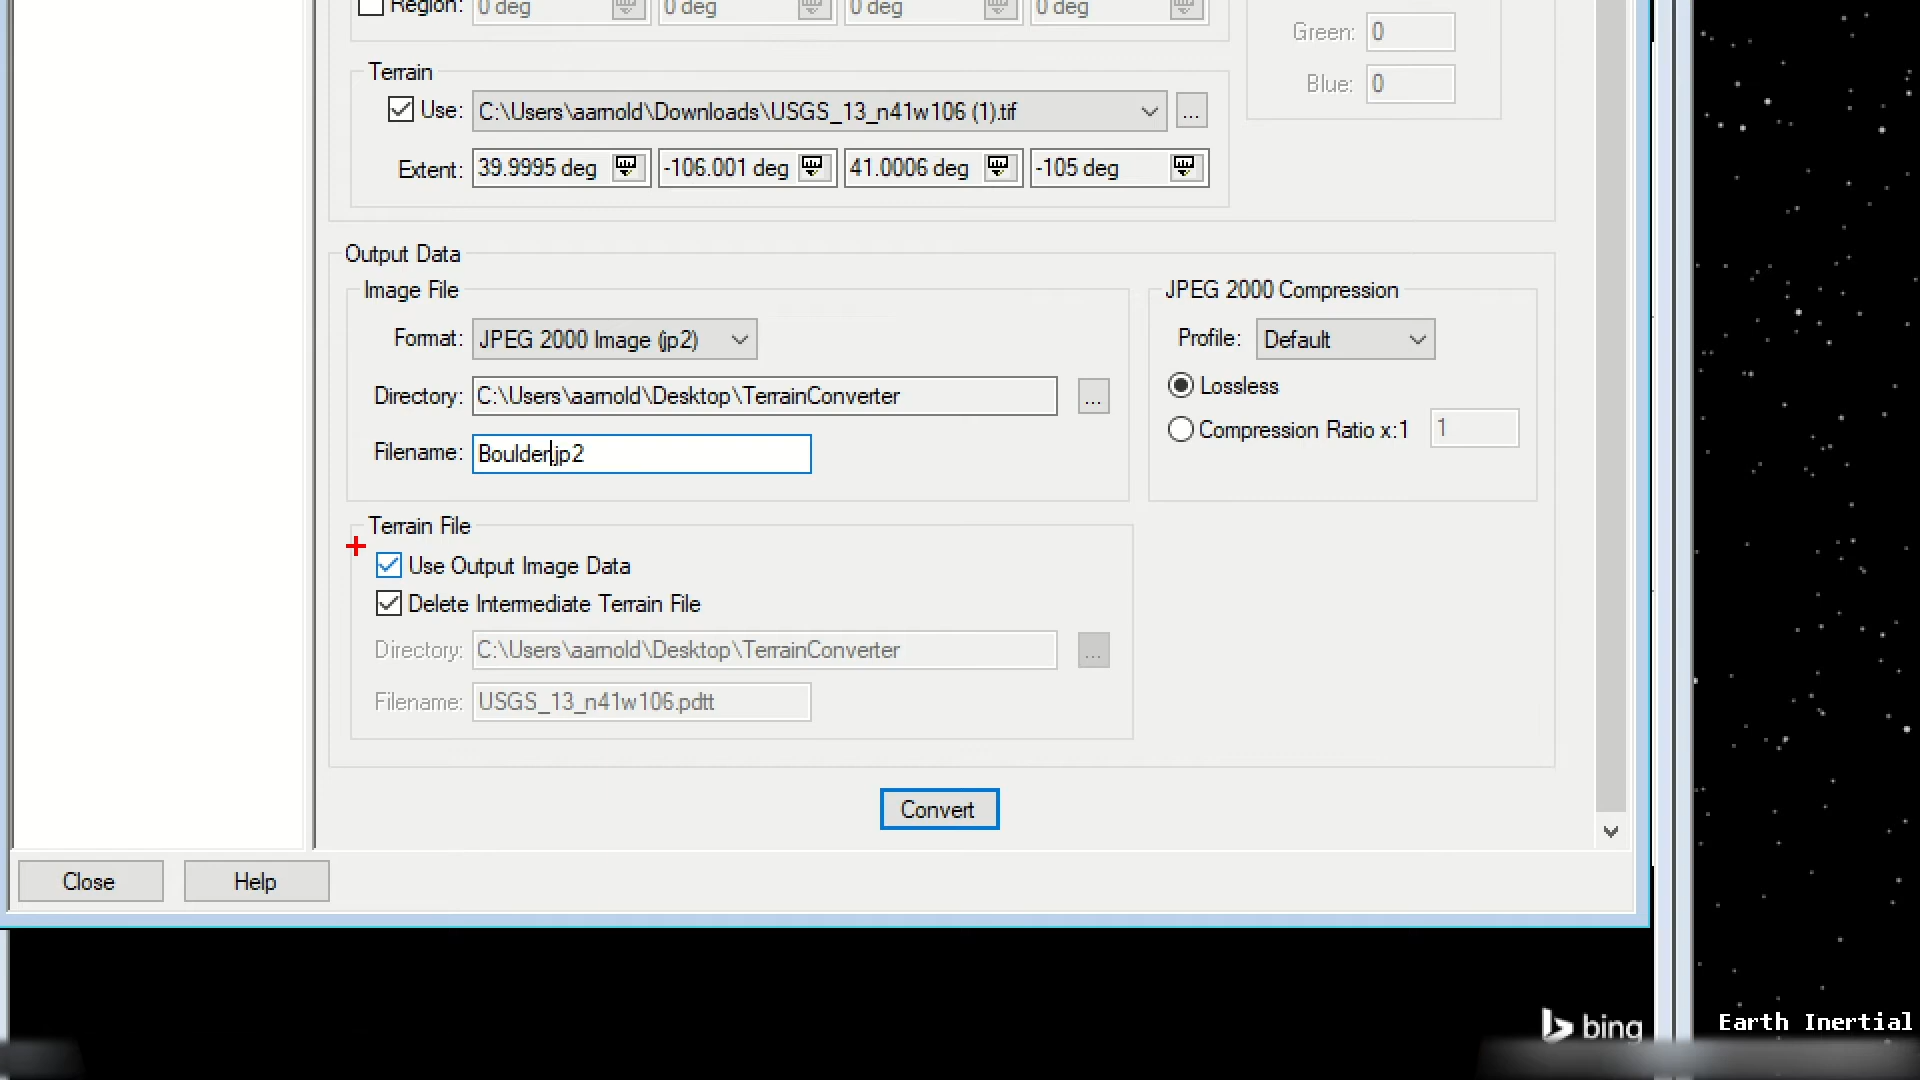 Region: 0 deg 0 deg 0 deg 0 deg
Green: 0
Blue: 0
Terrain
Use: C:\Users\aarnold\Downloads\USGS_13_n41w106 (1).tif ...
Extent: 39.9995 deg -106.001 deg 41.0006 deg -105 deg
Output Data
Image File
Format: JPEG 2000 Image (jp2)
Directory: C:\Users\aarnold\Desktop\TerrainConverter ...
Filename: Boulder.jp2
JPEG 2000 Compression
Profile: Default
Lossless
Compression Ratio x:1 1
Terrain File
Use Output Image Data
Delete Intermediate Terrain File
Directory: C:\Users\aarnold\Desktop\TerrainConverter ...
Filename: USGS_13_n41w106.pdtt
Convert
Close Help
bing
Earth Inertial